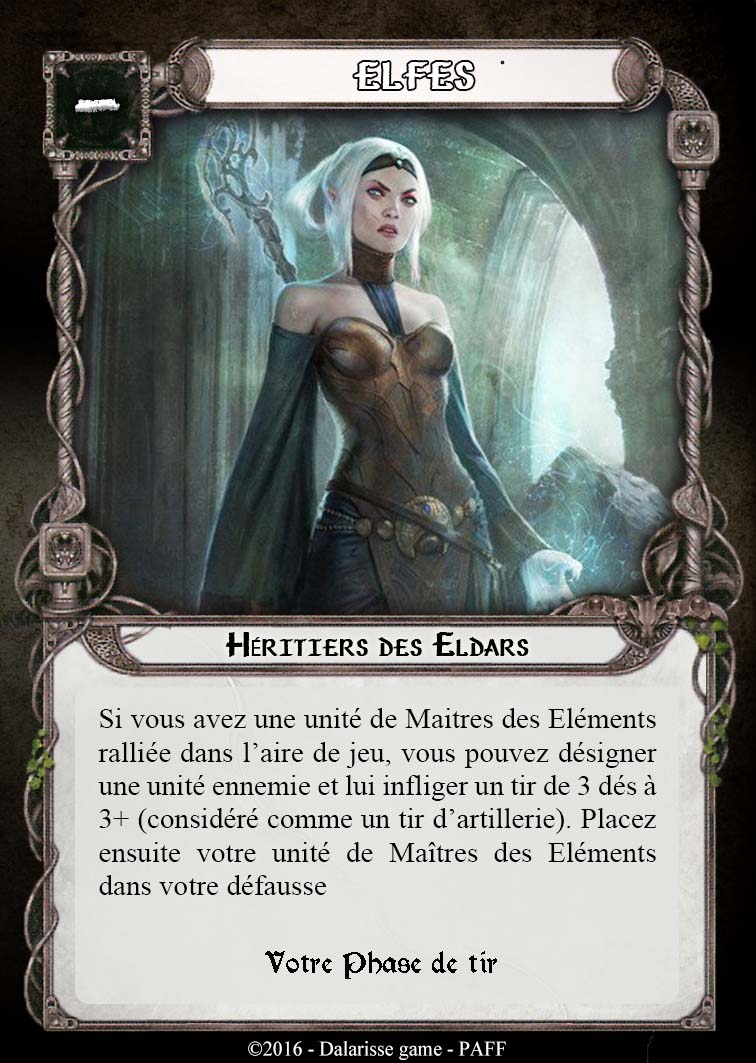 ELFES
Héritiers des Eldars
Si vous avez une unité de Maitres des Eléments
ralliée dans l'aire de jeu, vous pouvez désigner
une unité ennemie et lui infliger un tir de 3 dés à
3+ (considéré comme un tir d'artillerie). Placez
ensuite votre unité de Maîtres des Eléments
dans votre défausse
Votre Phase de tir
©2016 - Dalarisse game - PAFF